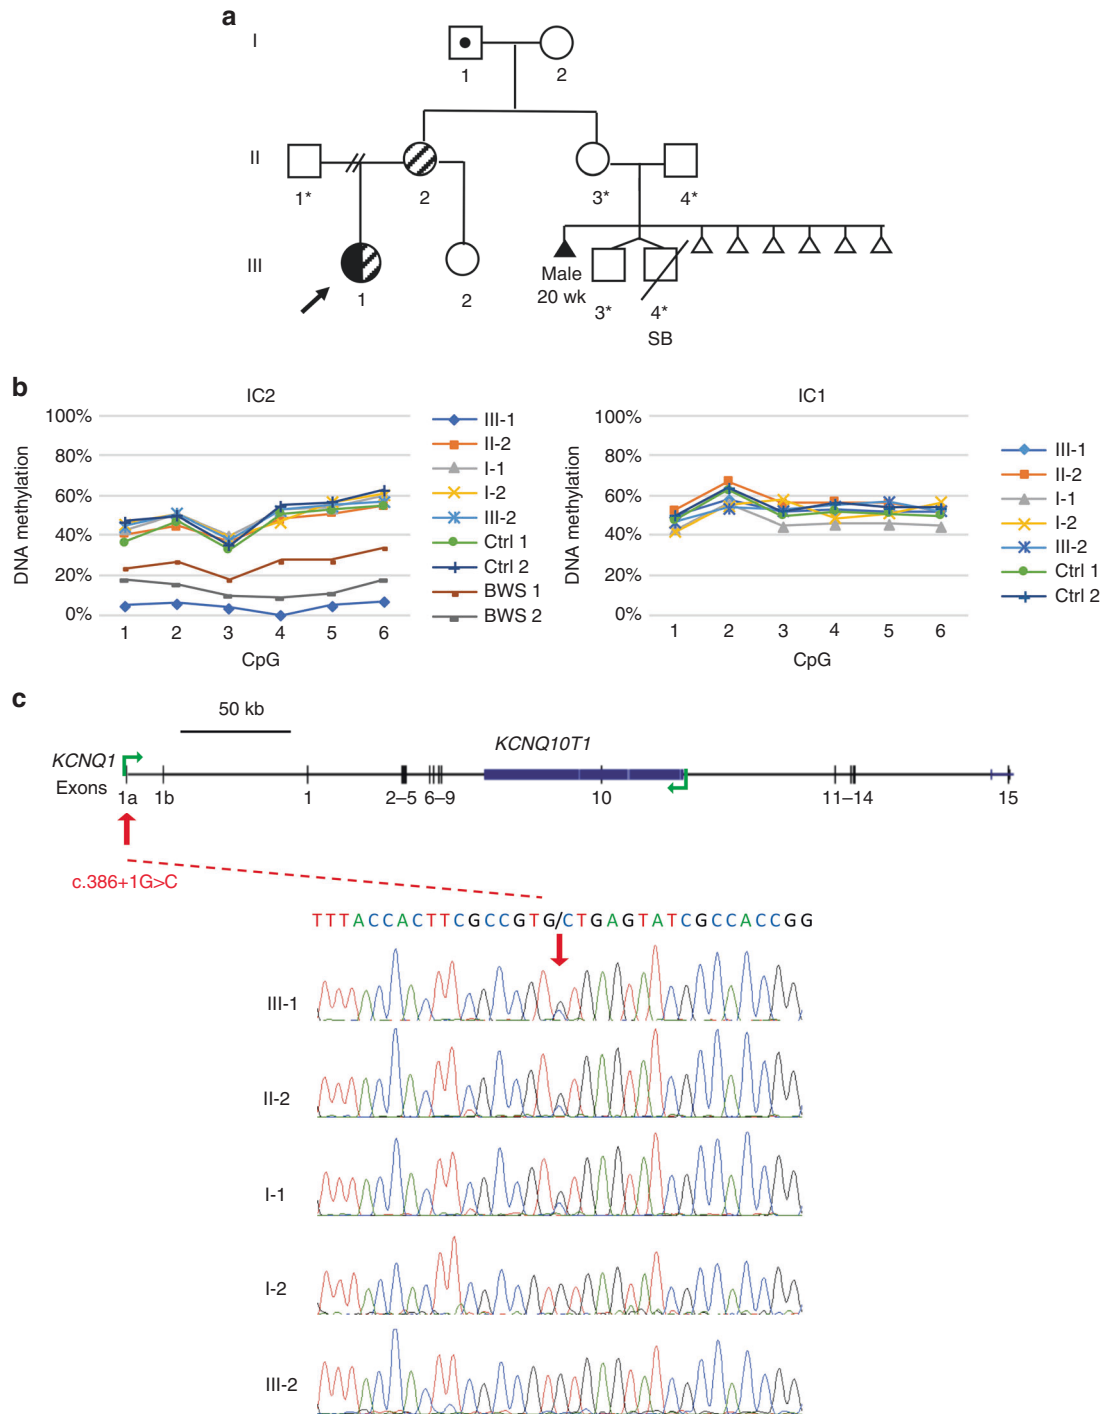 a
I
1
2
II
1*
2
3*
4*
III
1
2
Male
20 wk
3*
4*
SB
b
IC2
100%
80%
60%
40%
20%
0%
DNA methylation
1 2 3 4 5 6
CpG
III-1
II-2
I-1
I-2
III-2
Ctrl 1
Ctrl 2
BWS 1
BWS 2
IC1
100%
80%
60%
40%
20%
0%
DNA methylation
1 2 3 4 5 6
CpG
III-1
II-2
I-1
I-2
III-2
Ctrl 1
Ctrl 2
c
50 kb
KCNQ1
KCNQ10T1
Exons
1a 1b 1 2–5 6–9 10 11–14 15
c.386+1G>C
TTTACCACTTCGCCGTG/CTGAGTATCGCCACCGG
III-1
II-2
I-1
I-2
III-2